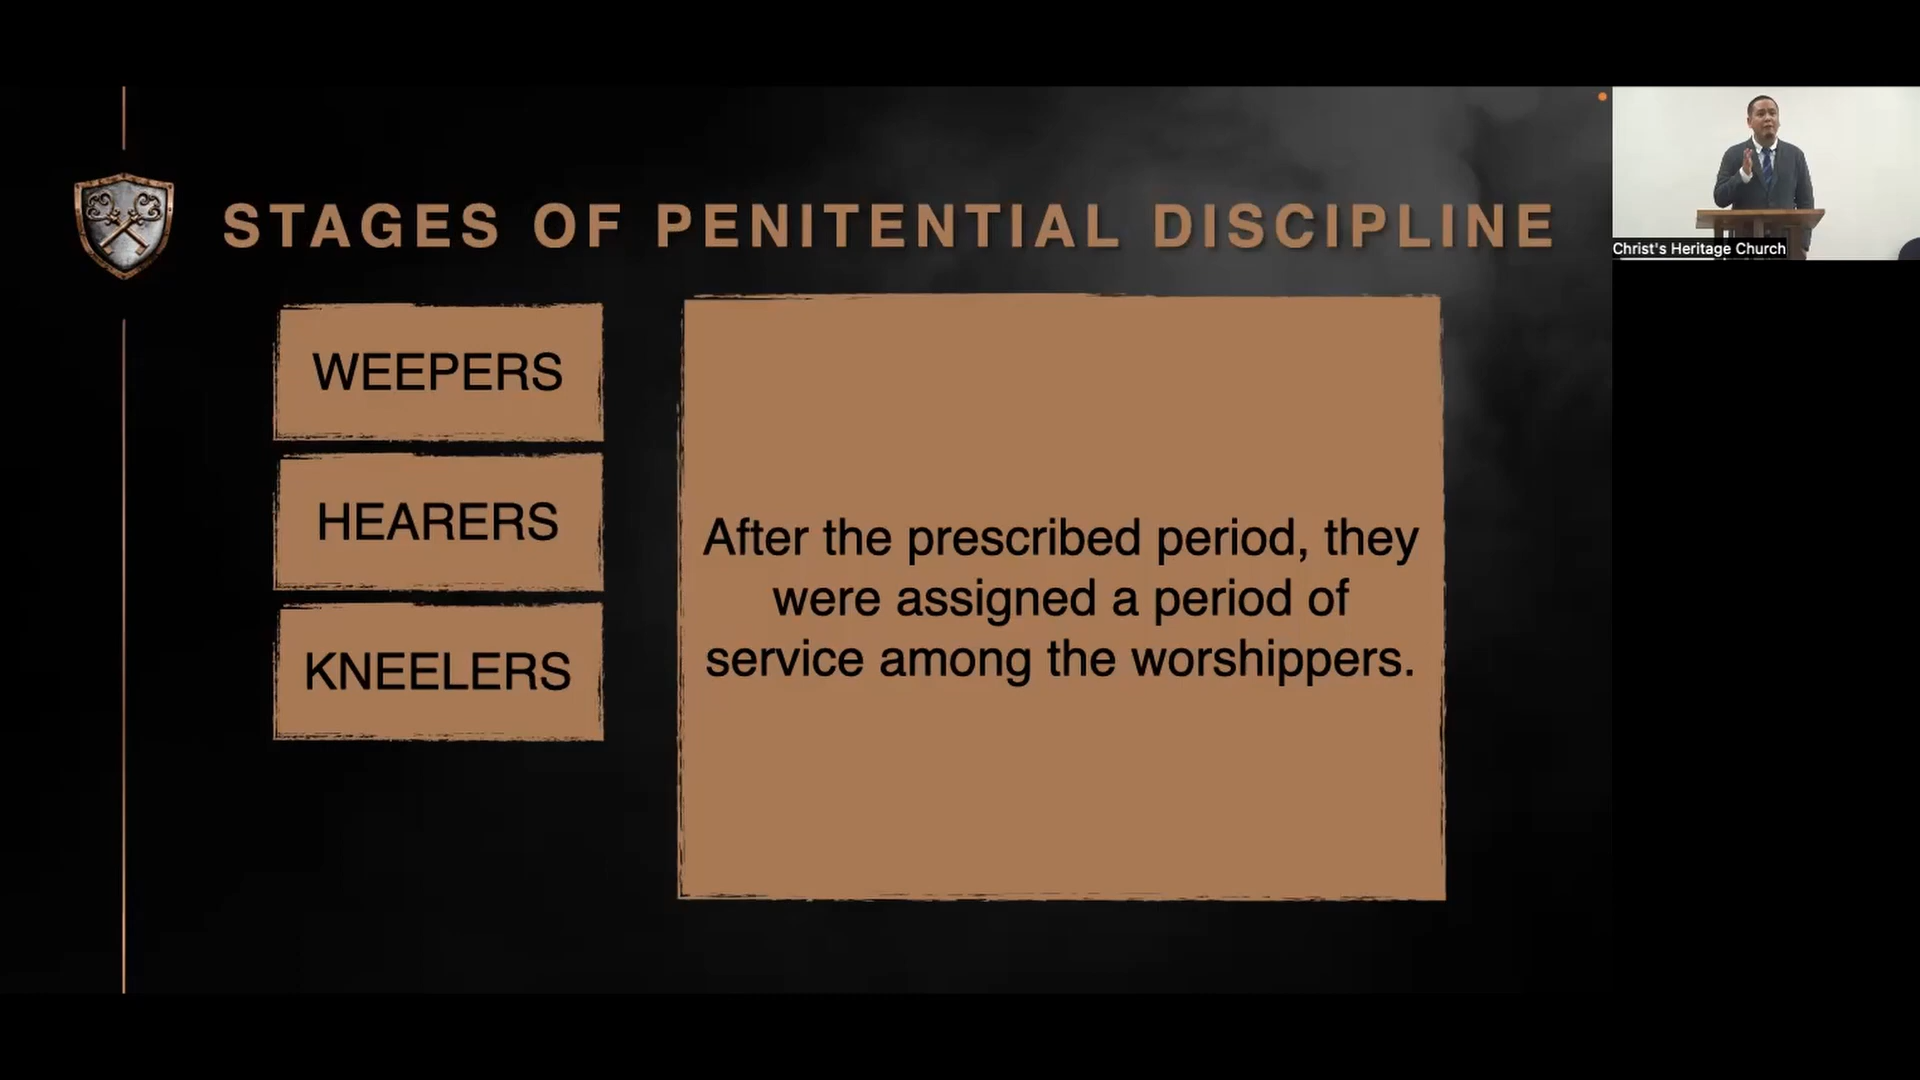 STAGES OF PENITENTIAL DISCIPLINE
WEEPERS
HEARERS
KNEELERS
After the prescribed period, they
were assigned a period of
service among the worshippers.
Christ's Heritage Church